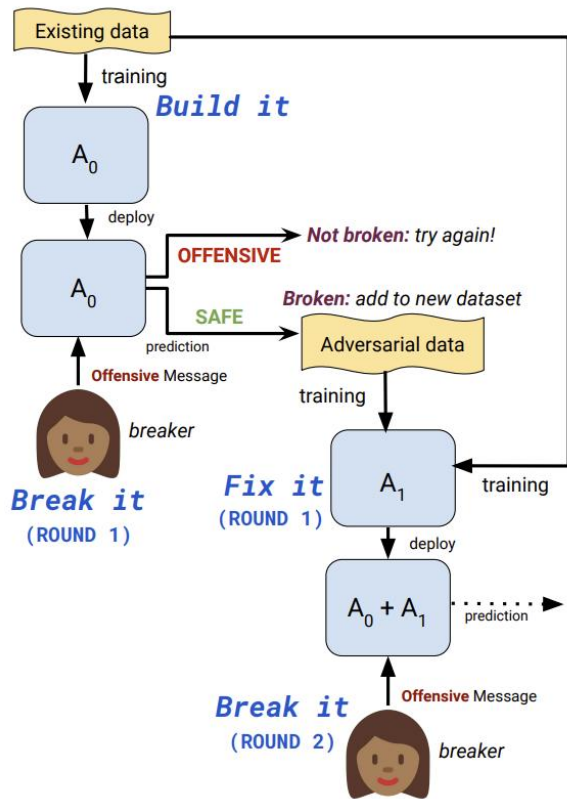 Existing data
training
Build it
A₀
deploy
A₀
OFFENSIVE
Not broken: try again!
SAFE
prediction
Broken: add to new dataset
Adversarial data
Offensive Message
breaker
Break it
(ROUND 1)
training
Fix it
(ROUND 1)
A₁
training
deploy
A₀ + A₁
prediction
Offensive Message
Break it
(ROUND 2)
breaker